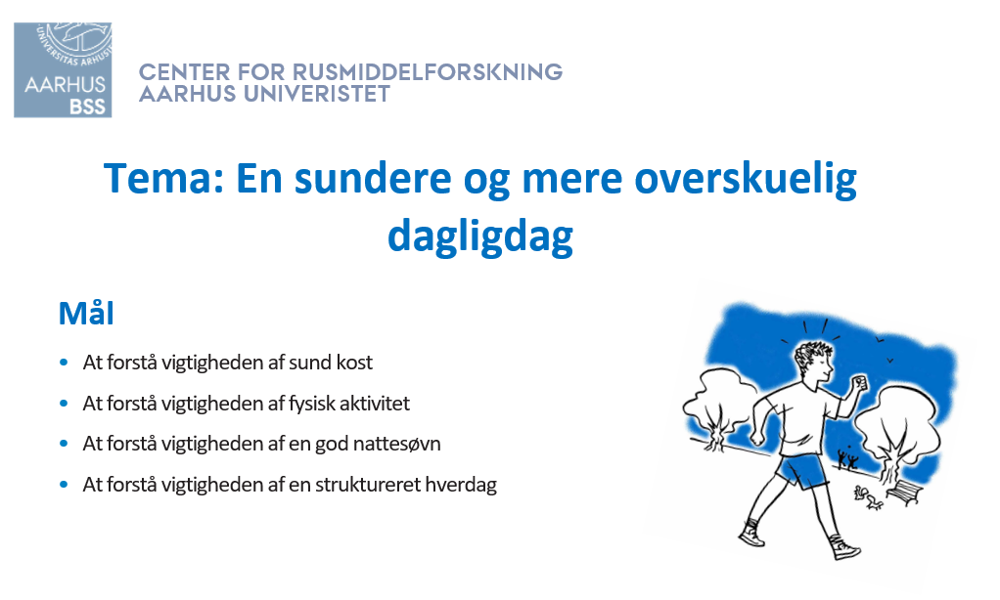 UNIVERSITAS ARHUSIE
AARHUS
BSS
CENTER FOR RUSMIDDELFORSKNING
AARHUS UNIVERISTET
Tema: En sundere og mere overskuelig
dagligdag
Mål
• At forstå vigtigheden af sund kost
• At forstå vigtigheden af fysisk aktivitet
• At forstå vigtigheden af en god nattesøvn
• At forstå vigtigheden af en struktureret hverdag